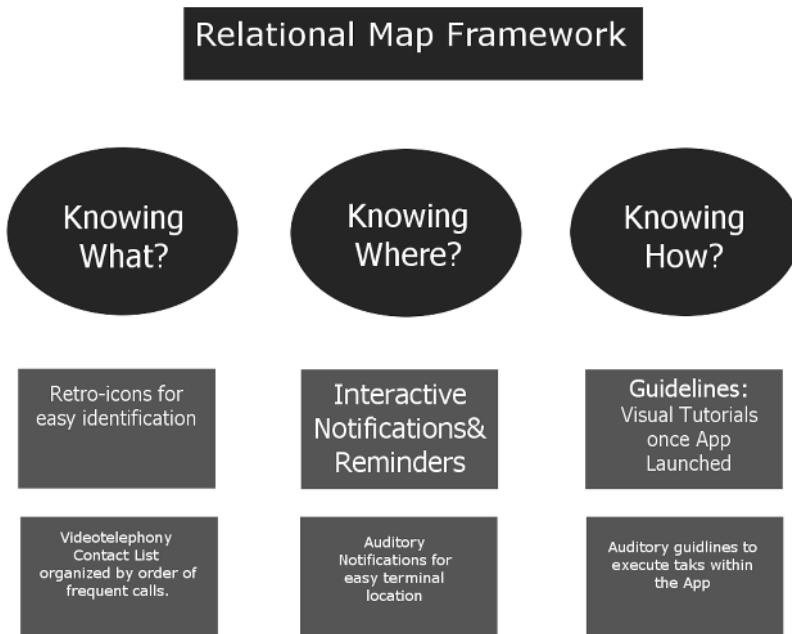 Relational Map Framework
Knowing
What?
Knowing
Where?
Knowing
How?
Retro-icons for
easy identification
Interactive
Notifications&
Reminders
Guidelines:
Visual Tutorials
once App
Launched
Videotelephony
Contact List
organized by order of
frequent calls.
Auditory
Notifications for
easy terminal
location
Auditory guidlines to
execute taks within
the App